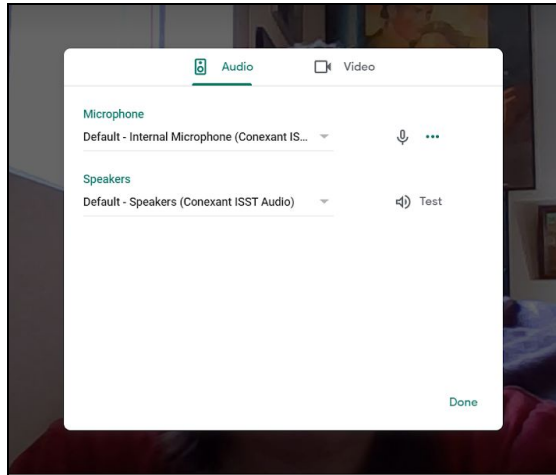 Audio
Video
Microphone
Default - Internal Microphone (Conexant IS...
Speakers
Default - Speakers (Conexant ISST Audio)
Test
Done